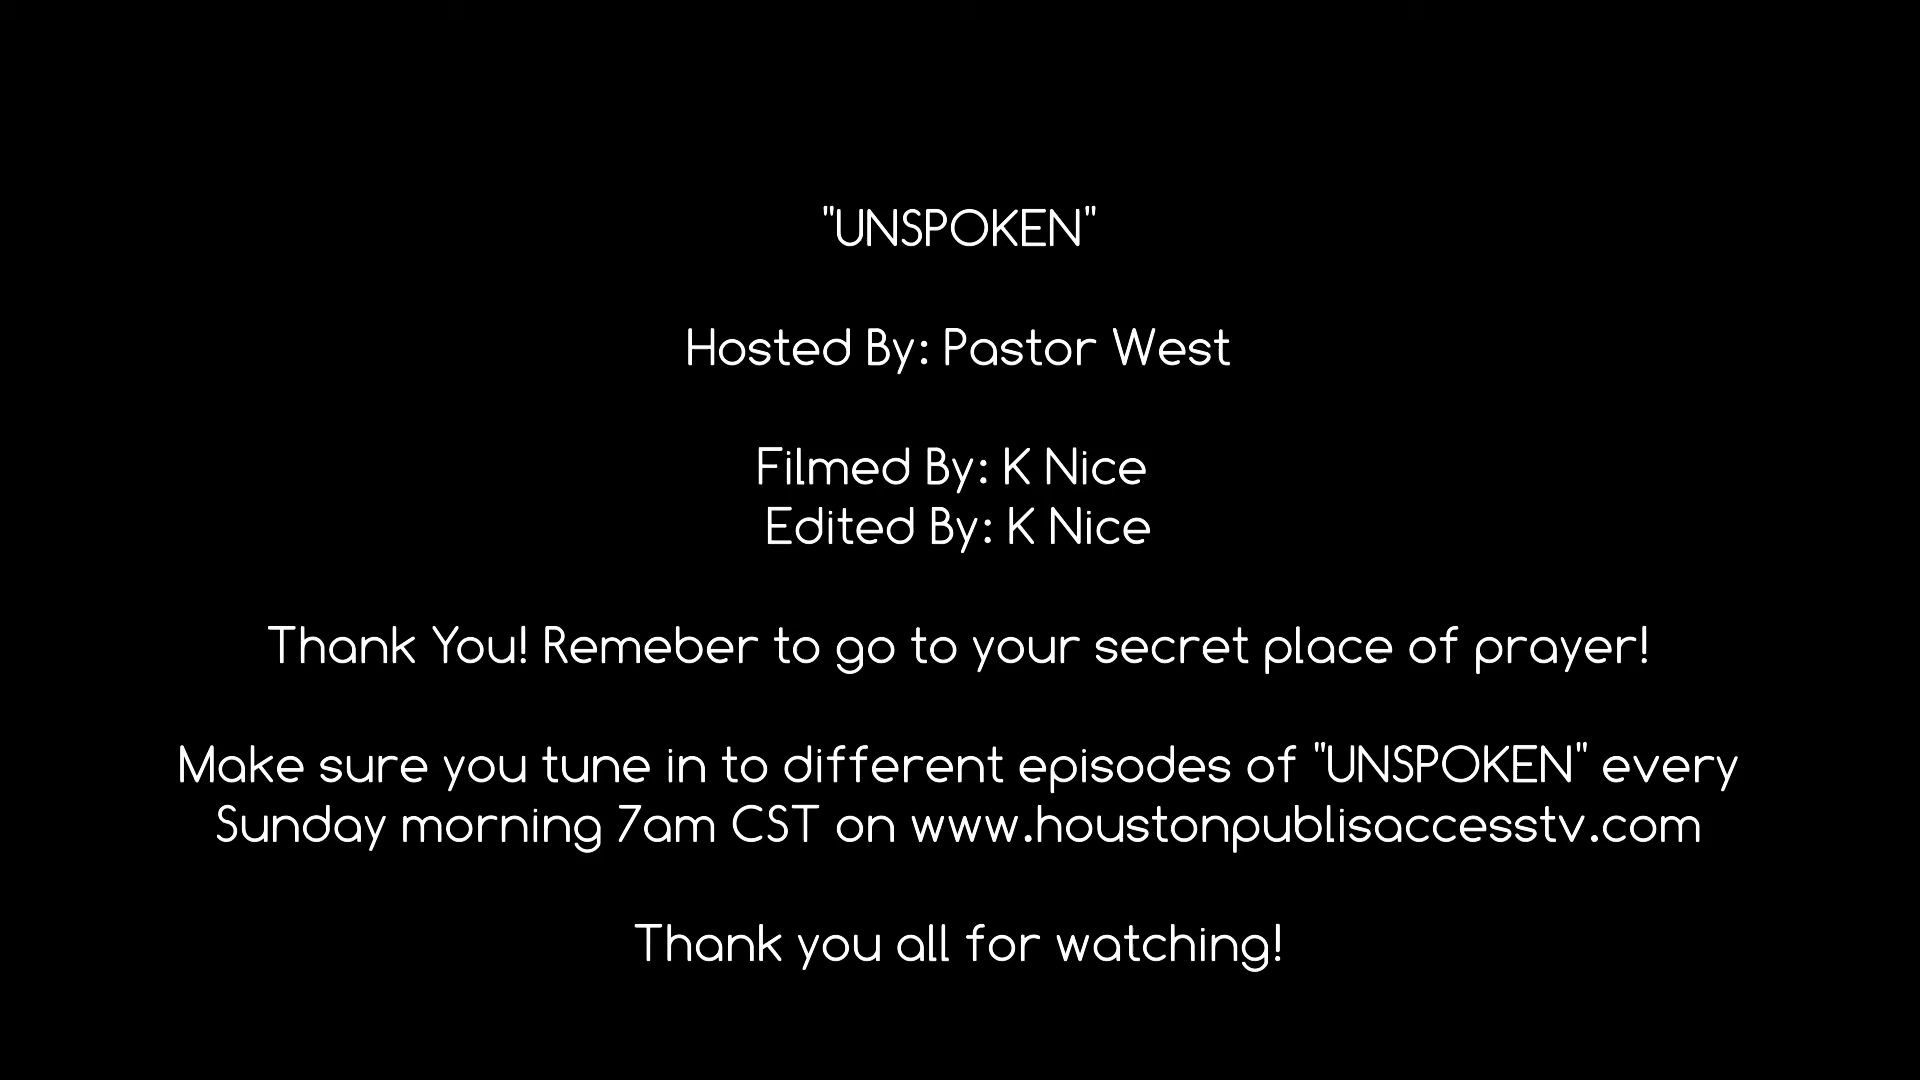 "UNSPOKEN"
Hosted By: Pastor West
Filmed By: K Nice
Edited By: K Nice
Thank You! Remeber to go to your secret place of prayer!
Make sure you tune in to different episodes of "UNSPOKEN" every
Sunday morning 7am CST on www.houstonpublisaccesstv.com
Thank you all for watching!